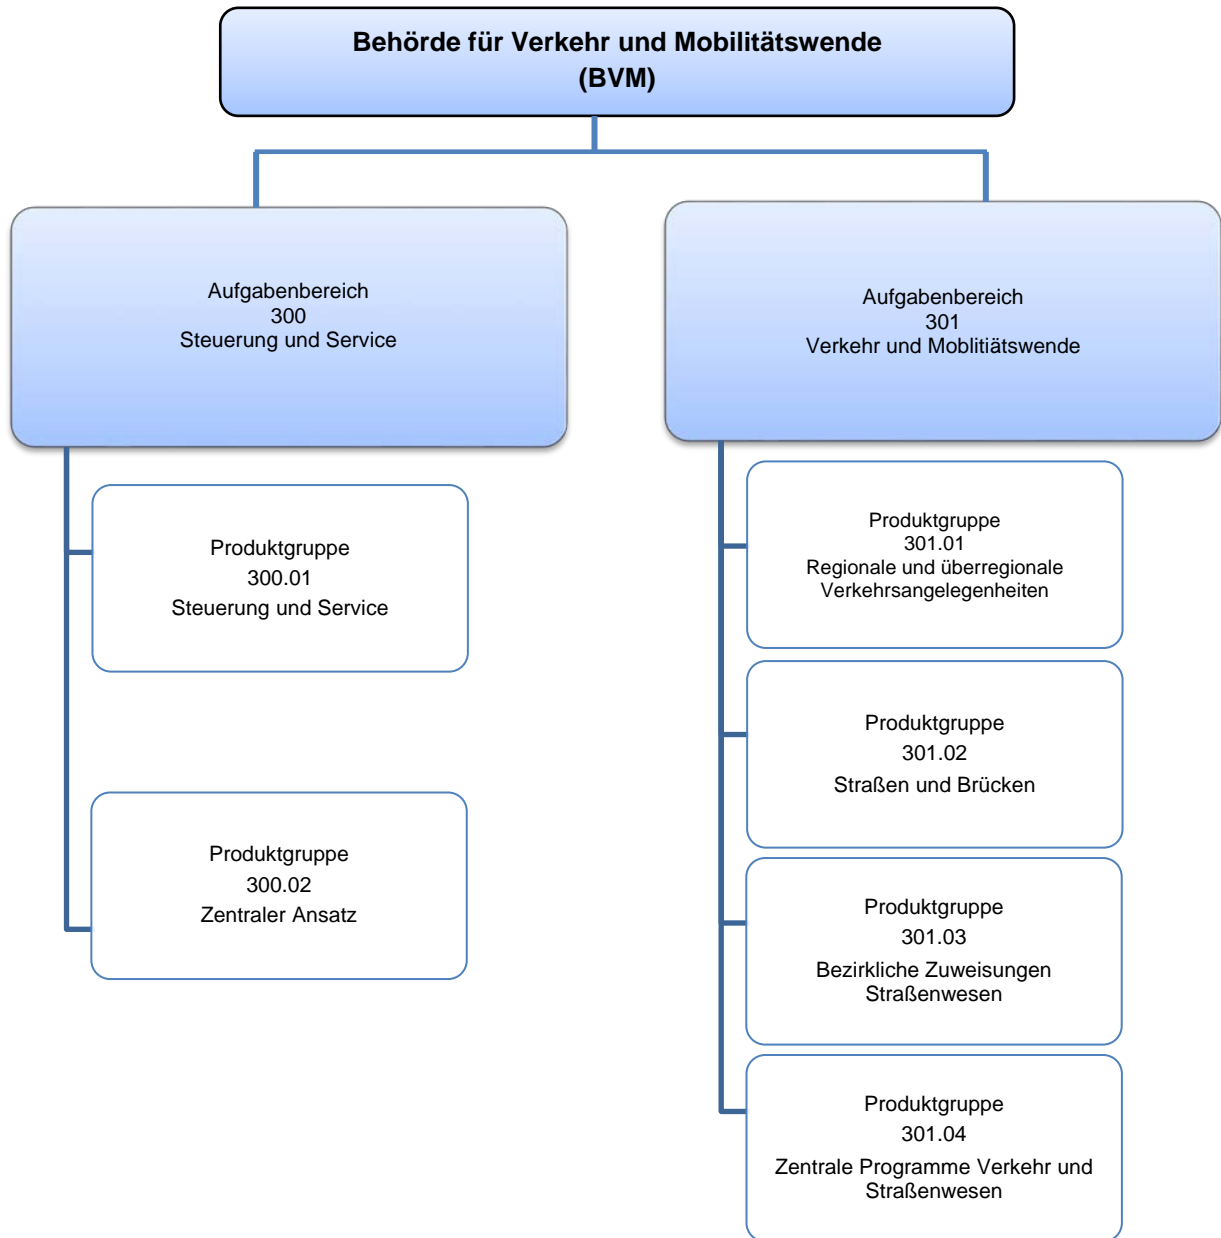 Behörde für Verkehr und Mobilitätswende
(BVM)
Aufgabenbereich
300
Steuerung und Service
Produktgruppe
300.01
Steuerung und Service
Produktgruppe
300.02
Zentraler Ansatz
Aufgabenbereich
301
Verkehr und Moblitiätswende
Produktgruppe
301.01
Regionale und überregionale
Verkehrsangelegenheiten
Produktgruppe
301.02
Straßen und Brücken
Produktgruppe
301.03
Bezirkliche Zuweisungen
Straßenwesen
Produktgruppe
301.04
Zentrale Programme Verkehr und
Straßenwesen